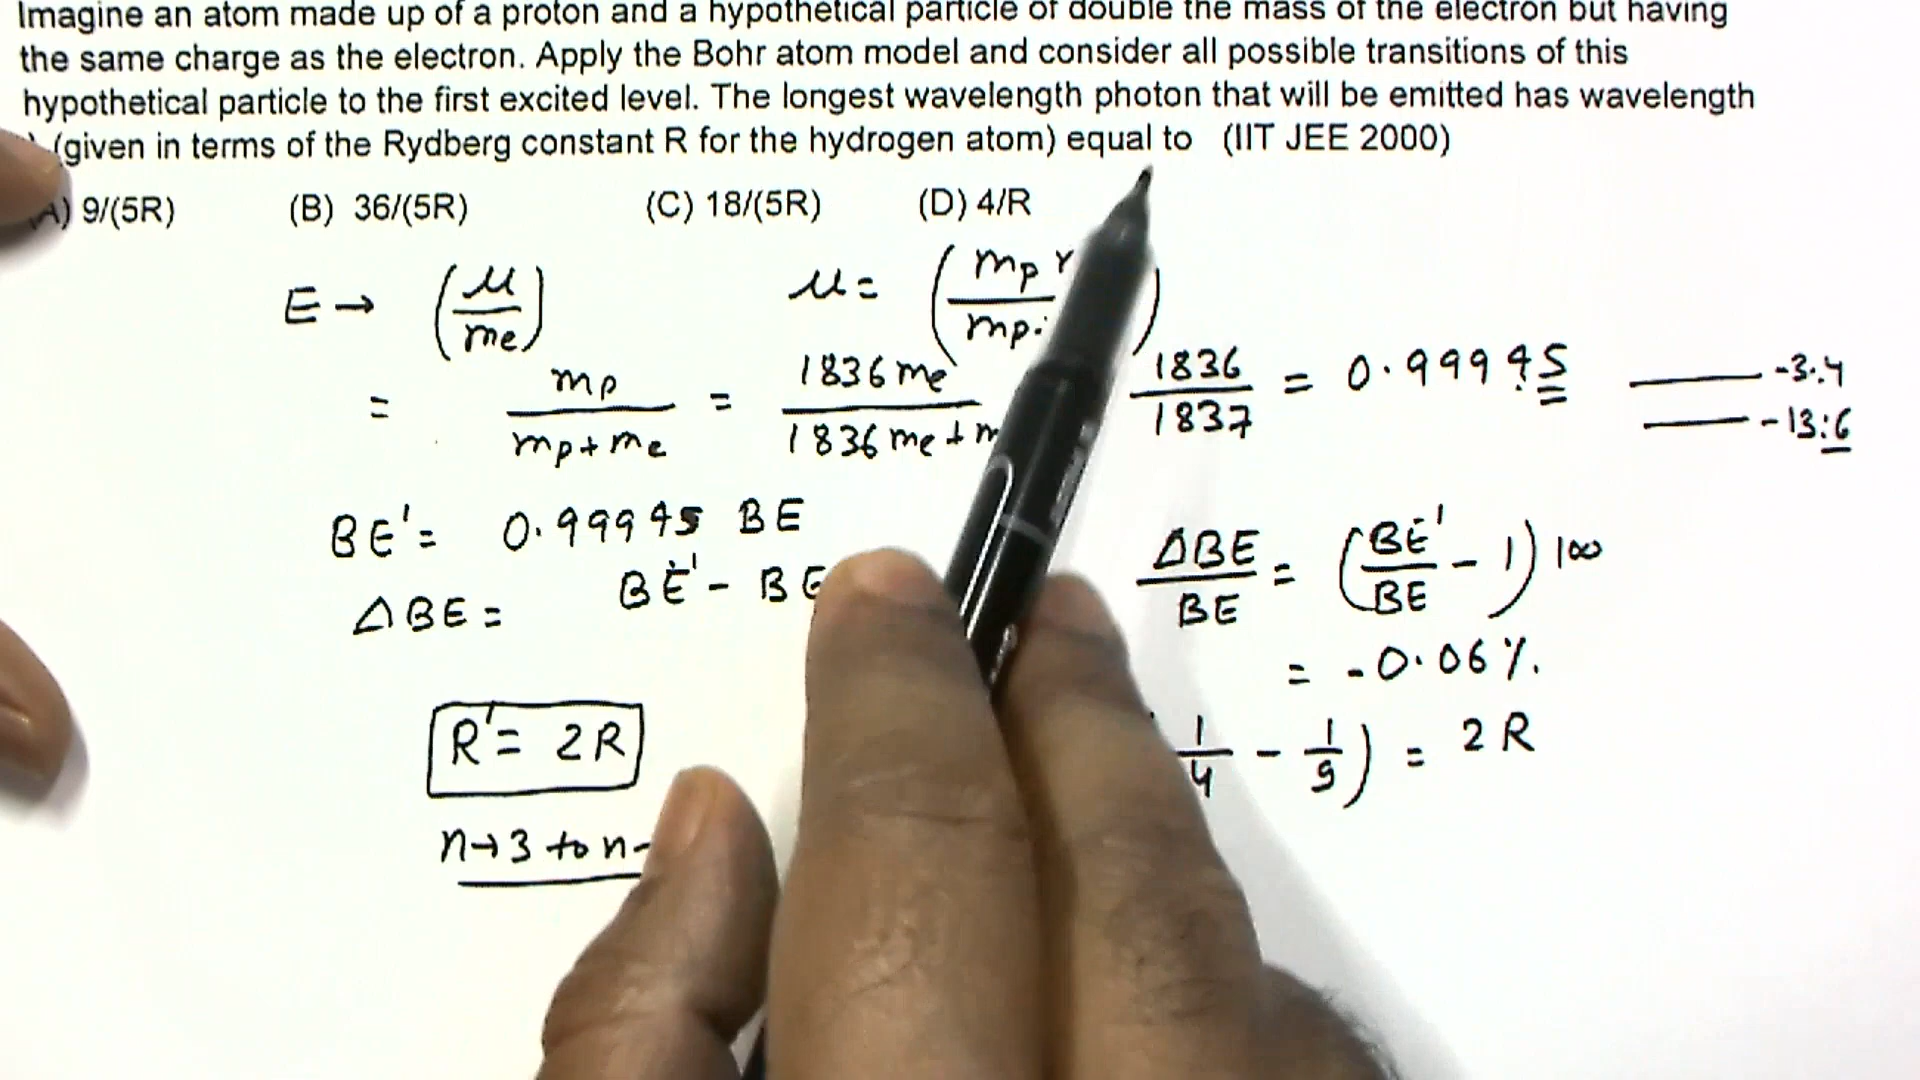 Imagine an atom made up of a proton and a hypothetical particle of double the mass of the electron but having
the same charge as the electron. Apply the Bohr atom model and consider all possible transitions of this
hypothetical particle to the first excited level. The longest wavelength photon that will be emitted has wavelength
(given in terms of the Rydberg constant R for the hydrogen atom) equal to (IIT JEE 2000)
A) 9/(5R) (B) 36/(5R) (C) 18/(5R) (D) 4/R
E → (μ/me) μ = (mp
mp
= mp/(mp+me) = 1836me/(1836me + 1836/1837 = 0.99945
-3.4
-13.6
BE' = 0.99945 BE
ΔBE = BE' - BE
ΔBE/BE = (BE'/BE - 1) 100
= -0.06%.
R' = 2R
1/4 - 1/9) = 2R
n→3 to n